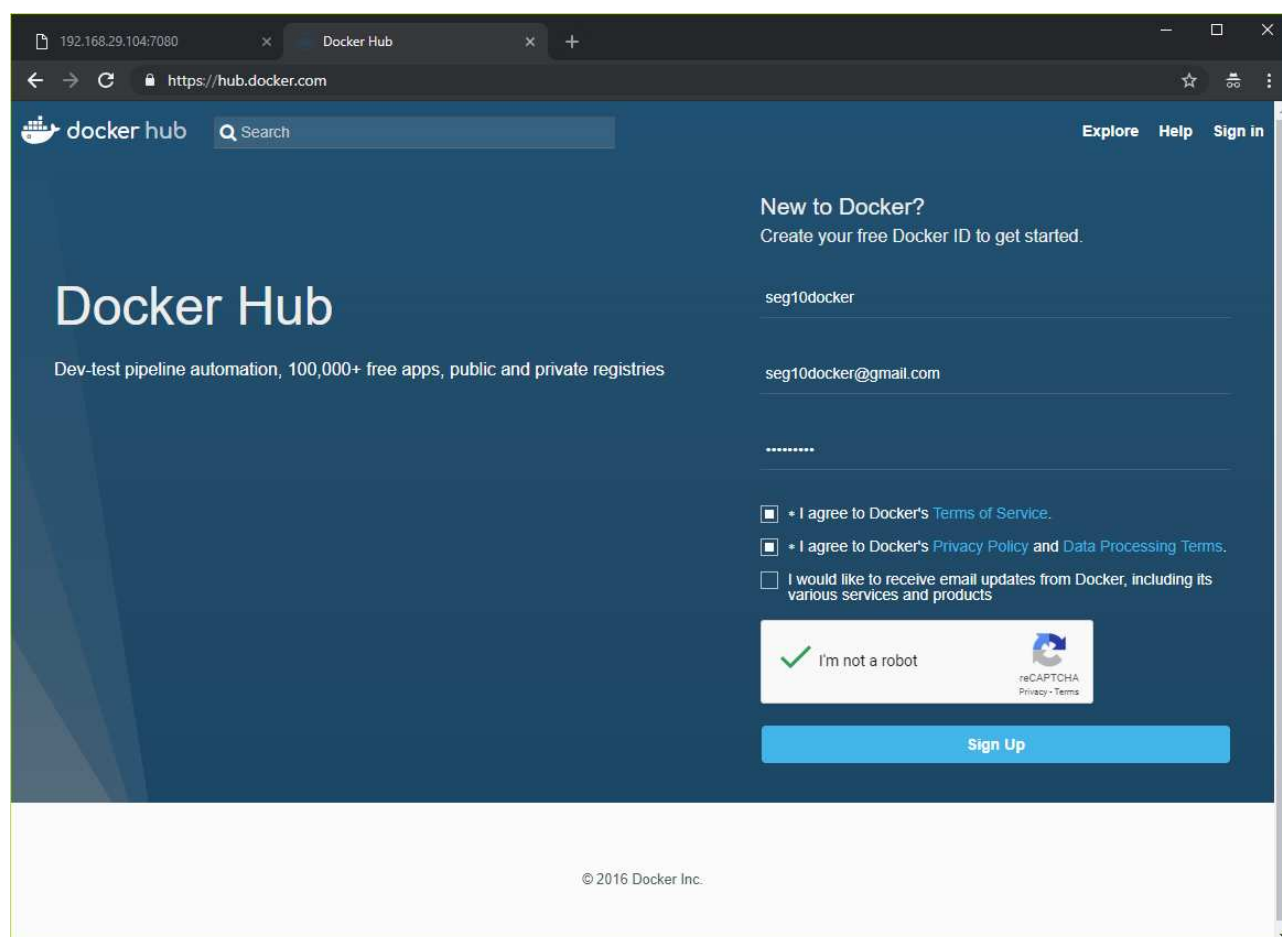 192.168.29.104:7080
Docker Hub
https://hub.docker.com
docker hub
Search
Explore Help Sign in
New to Docker?
Create your free Docker ID to get started.
seg10docker
Docker Hub
Dev-test pipeline automation, 100,000+ free apps, public and private registries
seg10docker@gmail.com
•••••••••
* I agree to Docker's Terms of Service.
* I agree to Docker's Privacy Policy and Data Processing Terms.
I would like to receive email updates from Docker, including its
various services and products
I'm not a robot
reCAPTCHA
Privacy - Terms
Sign Up
© 2016 Docker Inc.